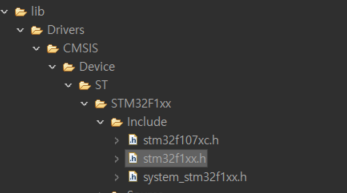 lib
Drivers
CMSIS
Device
ST
STM32F1xx
Include
stm32f107xc.h
stm32f1xx.h
system_stm32f1xx.h